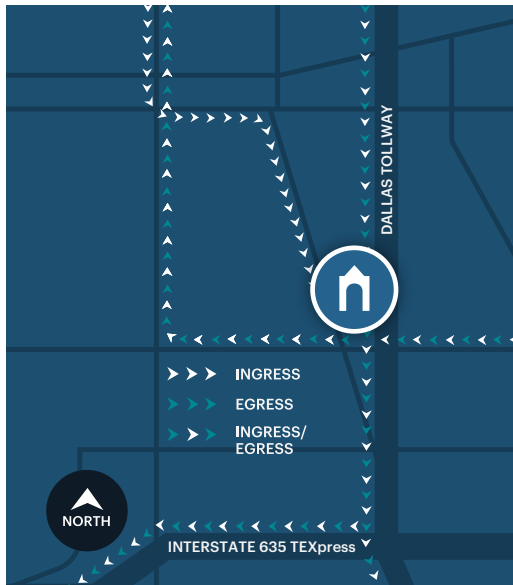 DALLAS TOLLWAY
INGRESS
EGRESS
INGRESS/
EGRESS
NORTH
INTERSTATE 635 TEXpress